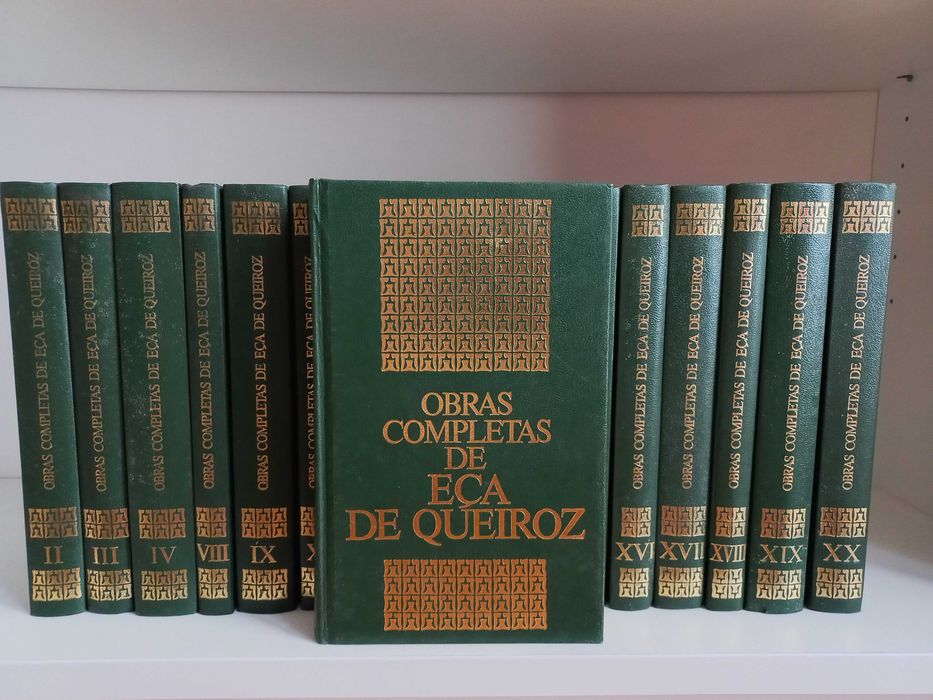 OBRAS COMPLETAS DE EÇA DE QUEIROZ
II
OBRAS COMPLETAS DE EÇA DE QUEIROZ
III
OBRAS COMPLETAS DE EÇA DE QUEIROZ
IV
OBRAS COMPLETAS DE EÇA DE QUEIROZ
VIII
OBRAS COMPLETAS DE EÇA DE QUEIROZ
IX
OBRAS
COMPLETAS
DE
EÇA
DE QUEIROZ
OBRAS COMPLETAS DE EÇA DE QUEIROZ
XVI
OBRAS COMPLETAS DE EÇA DE QUEIROZ
XVII
OBRAS COMPLETAS DE EÇA DE QUEIROZ
XVIII
OBRAS COMPLETAS DE EÇA DE QUEIROZ
XIX
OBRAS COMPLETAS DE EÇA DE QUEIROZ
XX